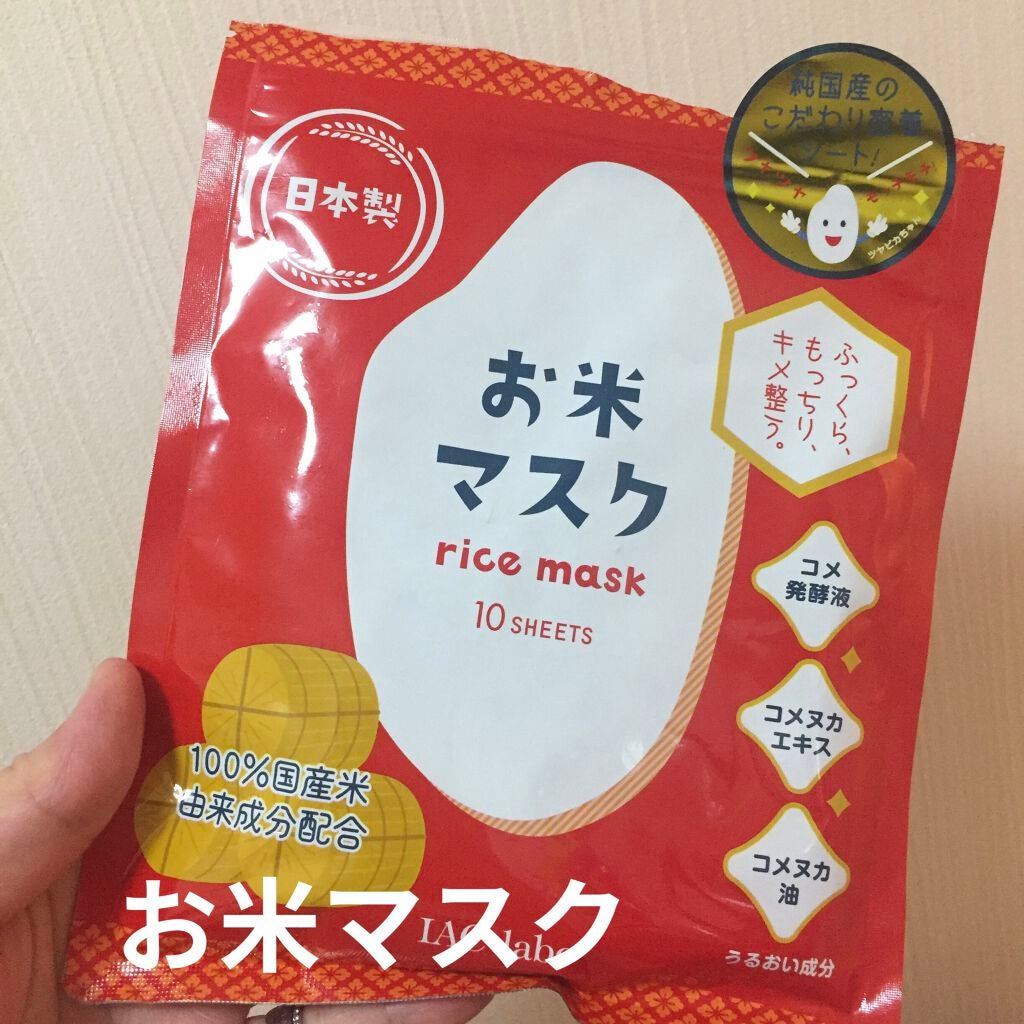 日本製
純国産の
こだわり密着
シート!
ツヤピカちゃん
お米
マスク
rice mask
10 SHEETS
ふっくら、
もっちり、
キメ整う。
コメ
発酵液
コメヌカ
エキス
コメヌカ
油
うるおい成分
100%国産米
由来成分配合
お米マスク